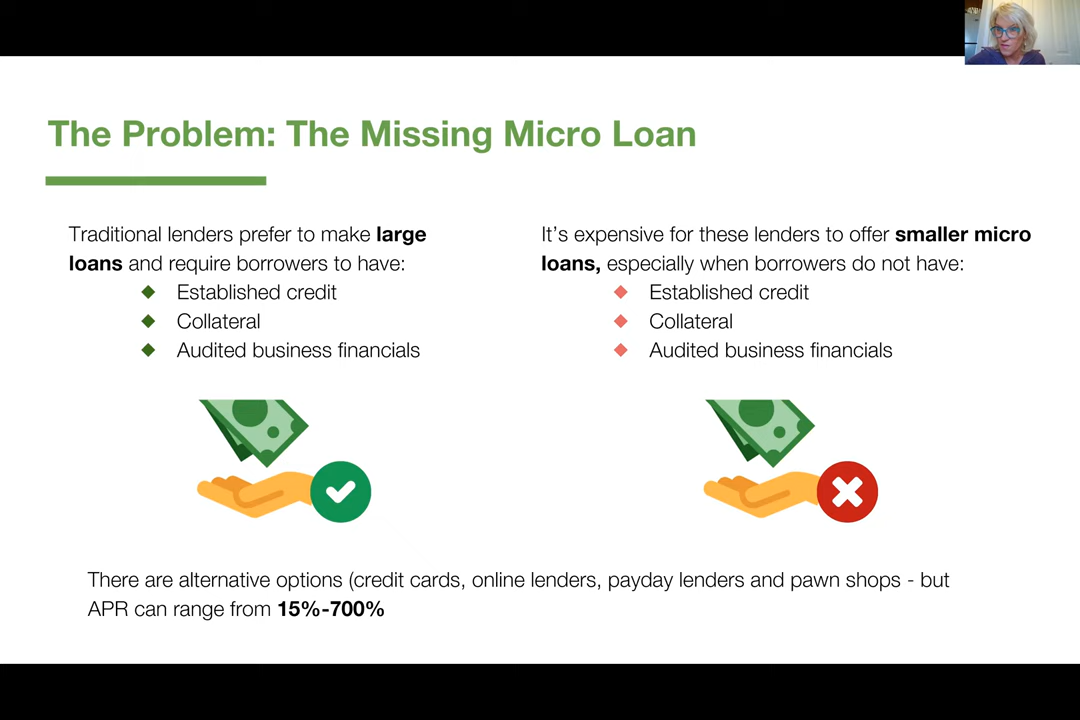 The Problem: The Missing Micro Loan
Traditional lenders prefer to make large
loans and require borrowers to have:
Established credit
Collateral
Audited business financials
It's expensive for these lenders to offer smaller micro
loans, especially when borrowers do not have:
Established credit
Collateral
Audited business financials
There are alternative options (credit cards, online lenders, payday lenders and pawn shops - but
APR can range from 15%-700%